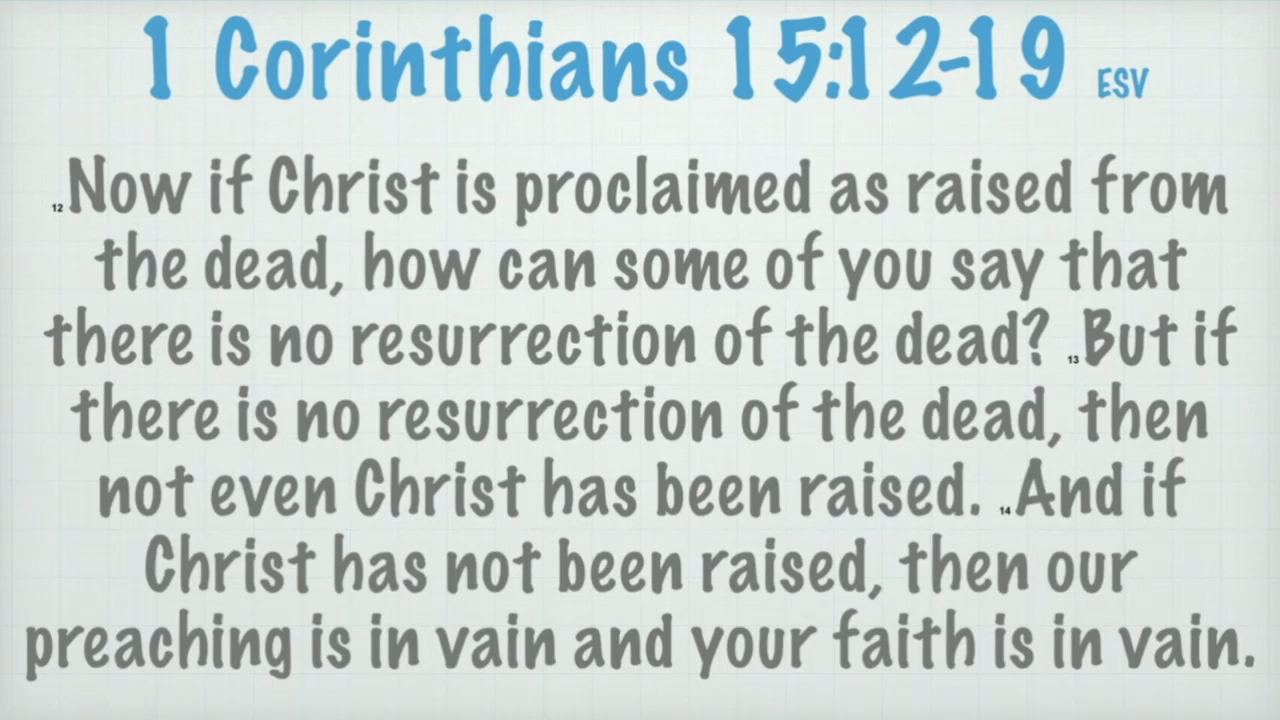 1 Corinthians 15:12-19 ESV
12 Now if Christ is proclaimed as raised from
the dead, how can some of you say that
there is no resurrection of the dead? 13 But if
there is no resurrection of the dead, then
not even Christ has been raised. 14 And if
Christ has not been raised, then our
preaching is in vain and your faith is in vain.